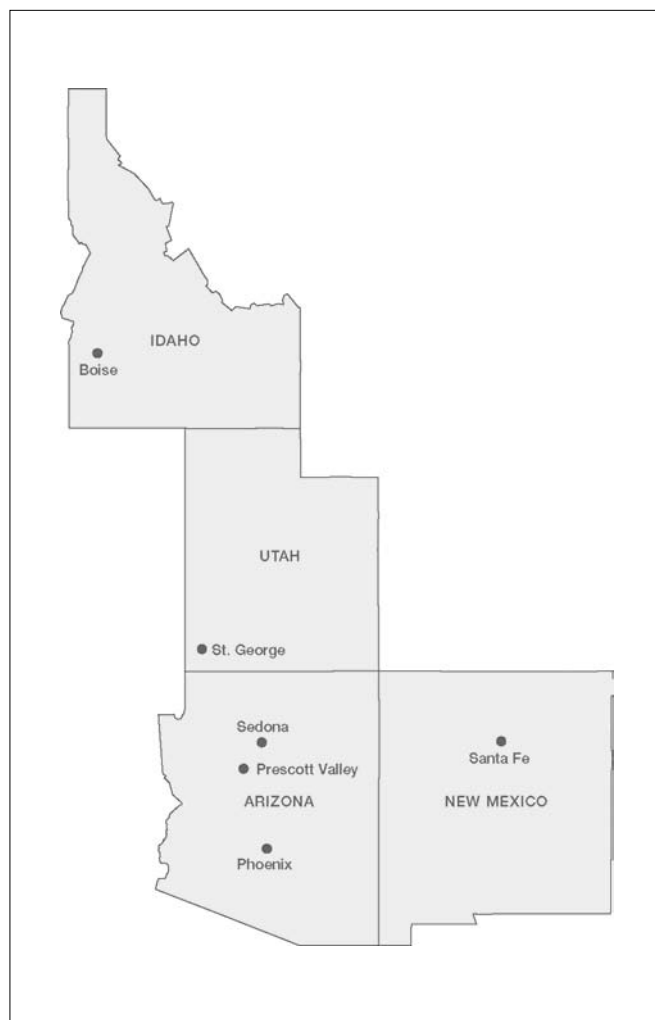 IDAHO
Boise
UTAH
St. George
Sedona
Prescott Valley
Santa Fe
ARIZONA
NEW MEXICO
Phoenix